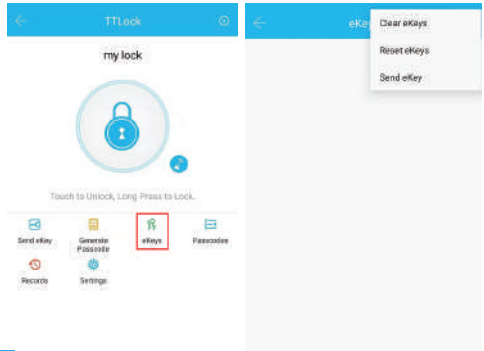 TTLock
my lock
Touch to Unlock, Long Press to Lock.
Send eKey
Generate
Passcode
eKeys
Passcodes
Records
Settings
eKey
Clear eKeys
Reset eKeys
Send eKey